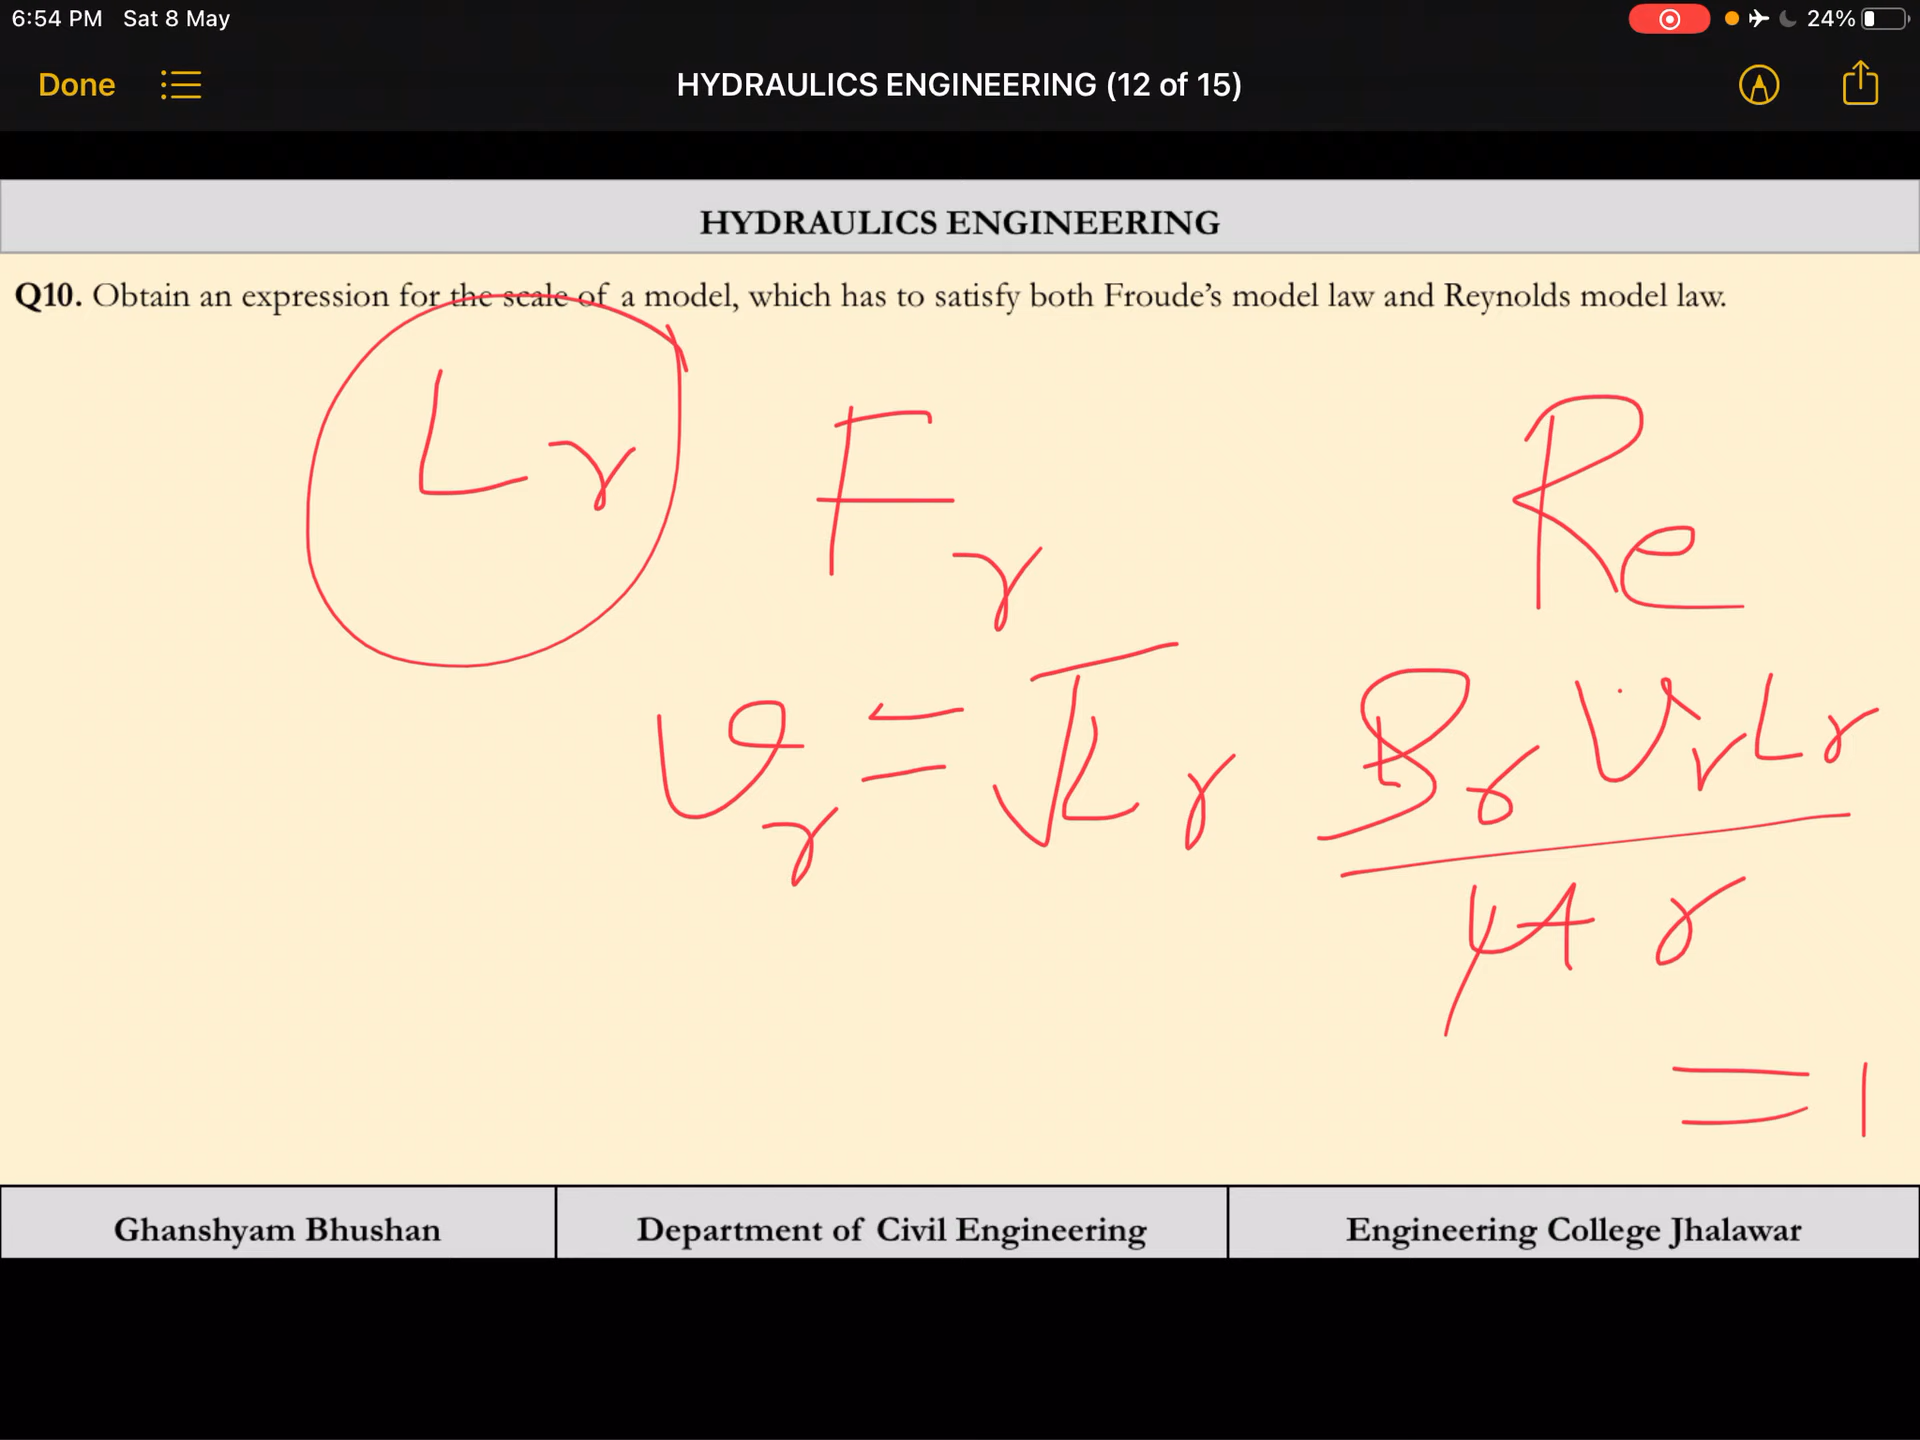 6:54 PM Sat 8 May 24%
Done HYDRAULICS ENGINEERING (12 of 15)
HYDRAULICS ENGINEERING
Q10. Obtain an expression for the scale of a model, which has to satisfy both Froude’s model law and Reynolds model law.
Lr Fr Re
Vr = √Lr
Vr Lr
μ r
= 1
Ghanshyam Bhushan Department of Civil Engineering Engineering College Jhalawar